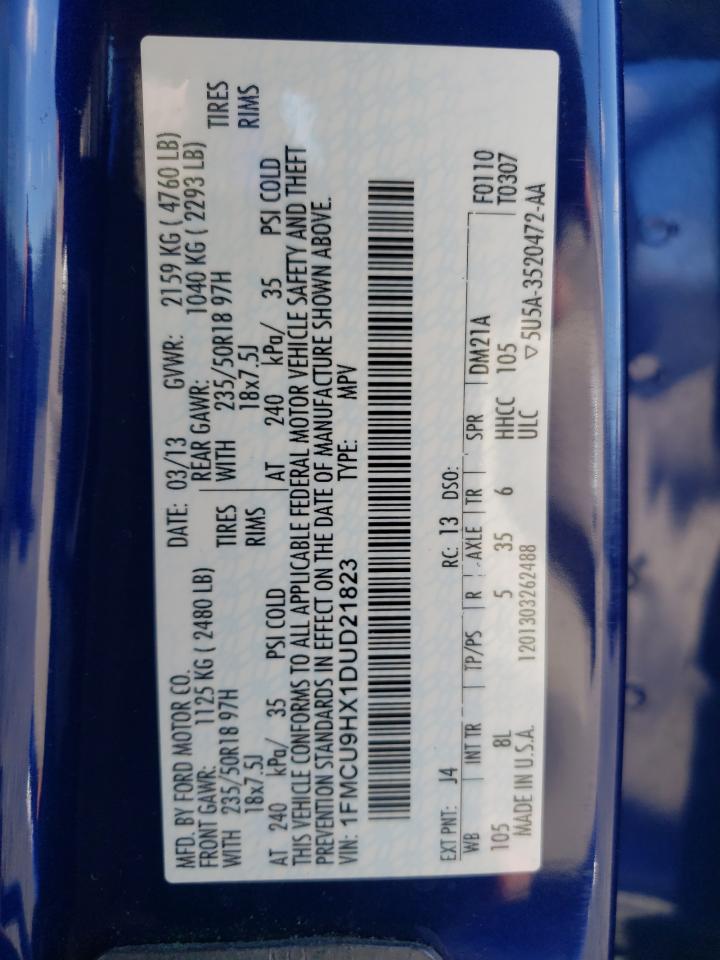 MFD. BY FORD MOTOR CO.
DATE: 03/13 GVWR: 2159 KG ( 4760 LB)
FRONT GAWR: 1125 KG ( 2480 LB)
REAR GAWR: 1040 KG ( 2293 LB)
WITH 235/50R18 97H TIRES
WITH 235/50R18 97H TIRES
18x7.5J RIMS
18x7.5J RIMS
AT 240 kPa/ 35 PSI COLD
AT 240 kPa/ 35 PSI COLD
THIS VEHICLE CONFORMS TO ALL APPLICABLE FEDERAL MOTOR VEHICLE SAFETY AND THEFT
PREVENTION STANDARDS IN EFFECT ON THE DATE OF MANUFACTURE SHOWN ABOVE.
VIN: 1FMCU9HX1DUD21823 TYPE: MPV
EXT PNT: J4 RC: 13 DSO: F0110
T0307
WB INT TR TP/PS R AXLE TR SPR DM21A
105 8L 5 35 6 HHCC 105
MADE IN U.S.A. 1201303262488 ULC ▽5U5A-3520472-AA